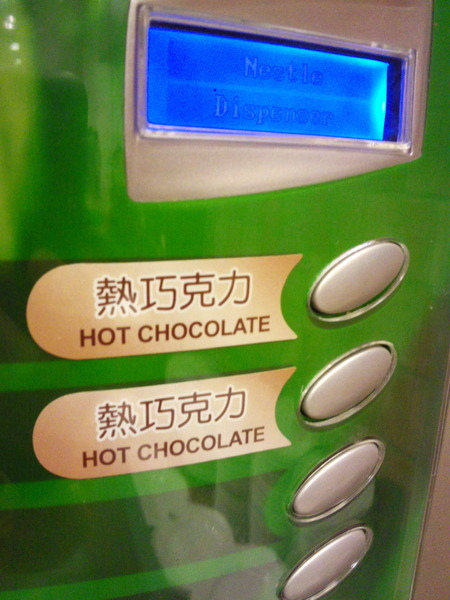 Nestle
Dispenser
熱巧克力
HOT CHOCOLATE
熱巧克力
HOT CHOCOLATE